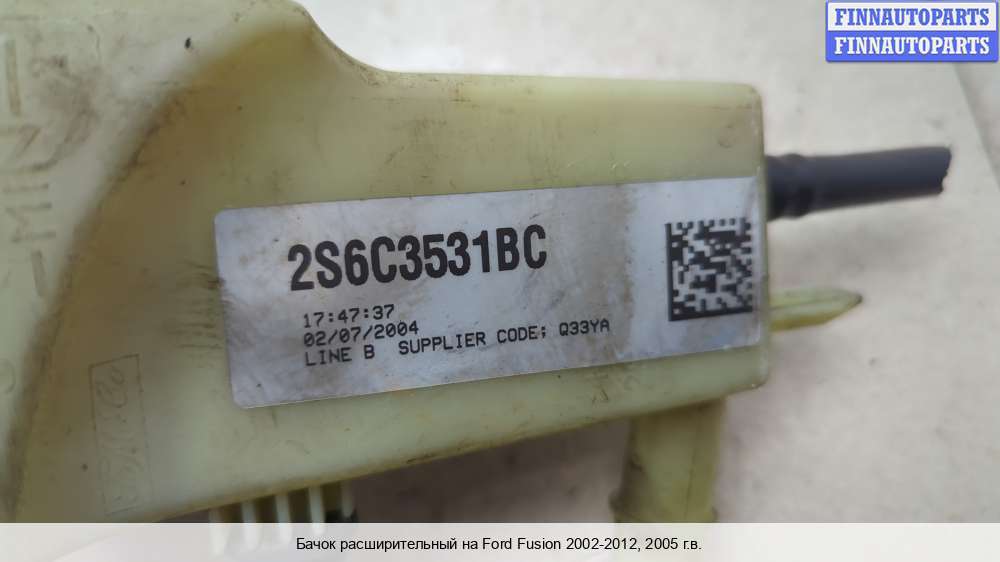 FINNAUTOPARTS
FINNAUTOPARTS
MIN
2S6C3531BC
17:47:37
02/07/2004
LINE B SUPPLIER CODE; Q33YA
Бачок расширительный на Ford Fusion 2002-2012, 2005 г.в.